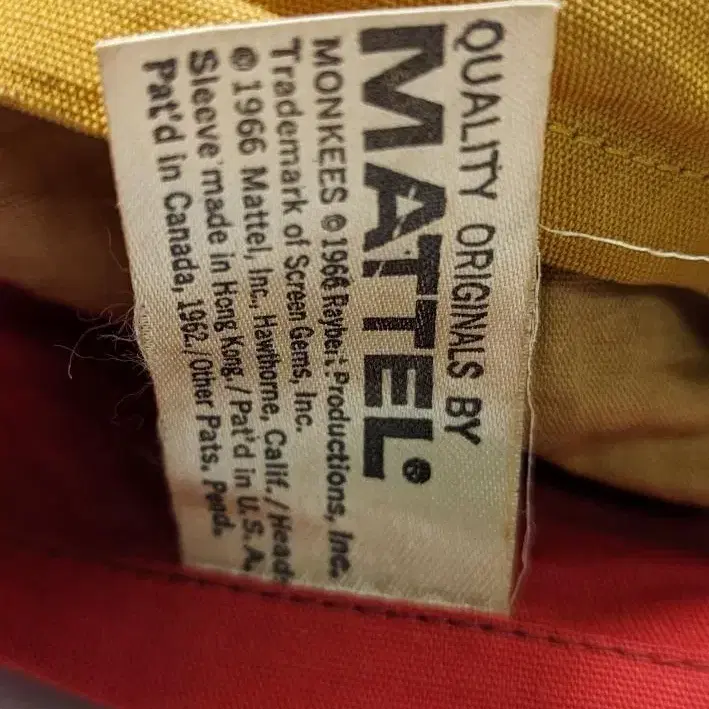 QUALITY ORIGINALS BY
MATTEL®
MONKEES © 1966 Raybert Productions, Inc.
Trademark of Screen Gems, Inc.
© 1966 Mattel, Inc., Hawthorne, Calif./Head-
Sleeve made in Hong Kong./Pat'd in U.S.A.
Pat'd in Canada, 1962./Other Pats. Pend.